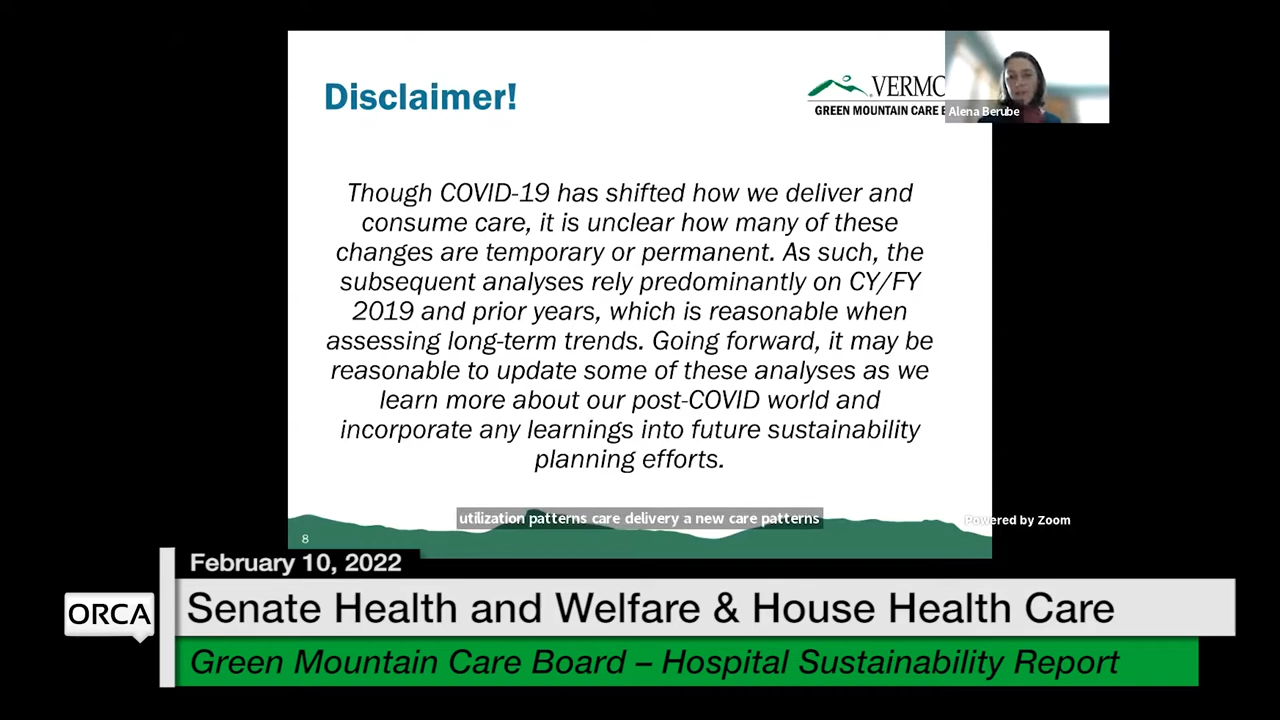 Disclaimer!
VERMO
GREEN MOUNTAIN CARE B
Alena Berube
Though COVID-19 has shifted how we deliver and
consume care, it is unclear how many of these
changes are temporary or permanent. As such, the
subsequent analyses rely predominantly on CY/FY
2019 and prior years, which is reasonable when
assessing long-term trends. Going forward, it may be
reasonable to update some of these analyses as we
learn more about our post-COVID world and
incorporate any learnings into future sustainability
planning efforts.
utilization patterns care delivery a new care patterns
Powered by Zoom
8
February 10, 2022
ORCA
Senate Health and Welfare & House Health Care
Green Mountain Care Board – Hospital Sustainability Report